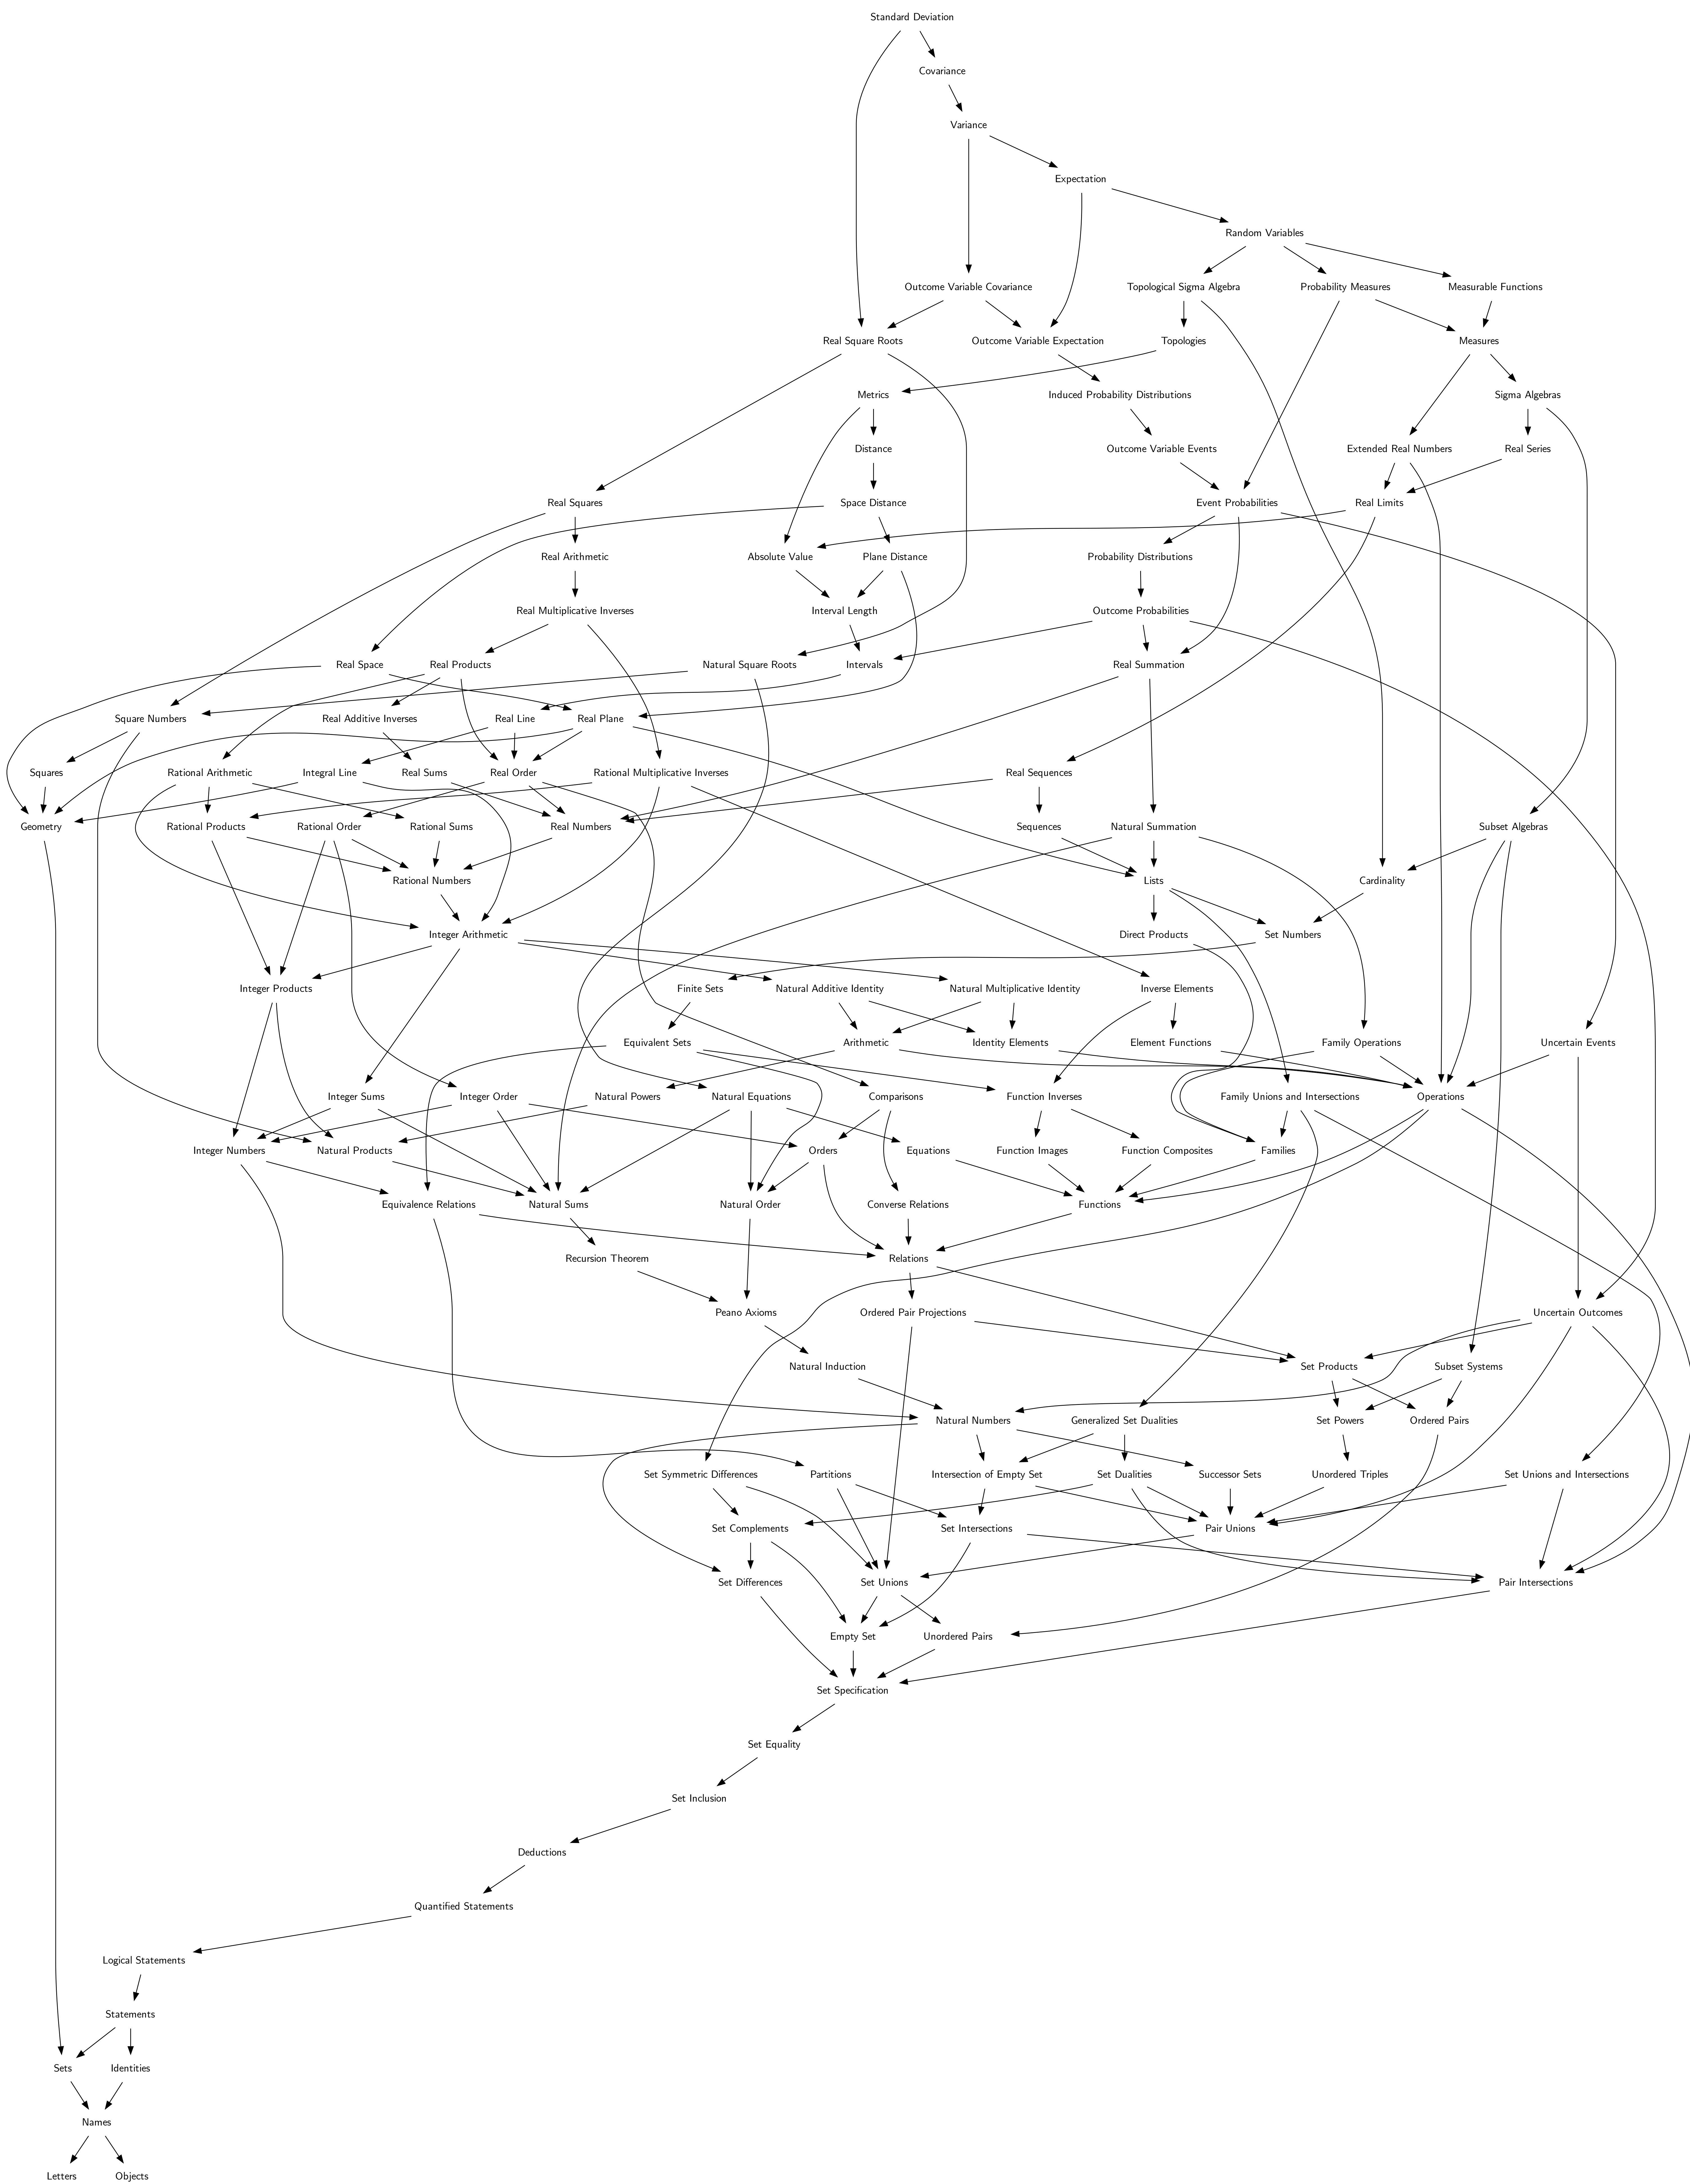 Standard Deviation
Covariance
Variance
Expectation
Random Variables
Outcome Variable Covariance
Topological Sigma Algebra
Probability Measures
Measurable Functions
Real Square Roots
Outcome Variable Expectation
Topologies
Measures
Metrics
Induced Probability Distributions
Sigma Algebras
Distance
Outcome Variable Events
Extended Real Numbers
Real Series
Real Squares
Space Distance
Event Probabilities
Real Limits
Real Arithmetic
Absolute Value
Plane Distance
Probability Distributions
Real Multiplicative Inverses
Interval Length
Outcome Probabilities
Real Space
Real Products
Natural Square Roots
Intervals
Real Summation
Square Numbers
Real Additive Inverses
Real Line
Real Plane
Squares
Rational Arithmetic
Integral Line
Real Sums
Real Order
Rational Multiplicative Inverses
Real Sequences
Geometry
Rational Products
Rational Order
Rational Sums
Real Numbers
Sequences
Natural Summation
Subset Algebras
Rational Numbers
Lists
Cardinality
Integer Arithmetic
Direct Products
Set Numbers
Integer Products
Finite Sets
Natural Additive Identity
Natural Multiplicative Identity
Inverse Elements
Equivalent Sets
Arithmetic
Identity Elements
Element Functions
Family Operations
Uncertain Events
Integer Sums
Integer Order
Natural Powers
Natural Equations
Comparisons
Function Inverses
Family Unions and Intersections
Operations
Integer Numbers
Natural Products
Orders
Equations
Function Images
Function Composites
Families
Equivalence Relations
Natural Sums
Natural Order
Converse Relations
Functions
Recursion Theorem
Relations
Peano Axioms
Ordered Pair Projections
Uncertain Outcomes
Natural Induction
Set Products
Subset Systems
Natural Numbers
Generalized Set Dualities
Set Powers
Ordered Pairs
Set Symmetric Differences
Partitions
Intersection of Empty Set
Set Dualities
Successor Sets
Unordered Triples
Set Unions and Intersections
Set Complements
Set Intersections
Pair Unions
Set Differences
Set Unions
Pair Intersections
Empty Set
Unordered Pairs
Set Specification
Set Equality
Set Inclusion
Deductions
Quantified Statements
Logical Statements
Statements
Sets
Identities
Names
Letters
Objects